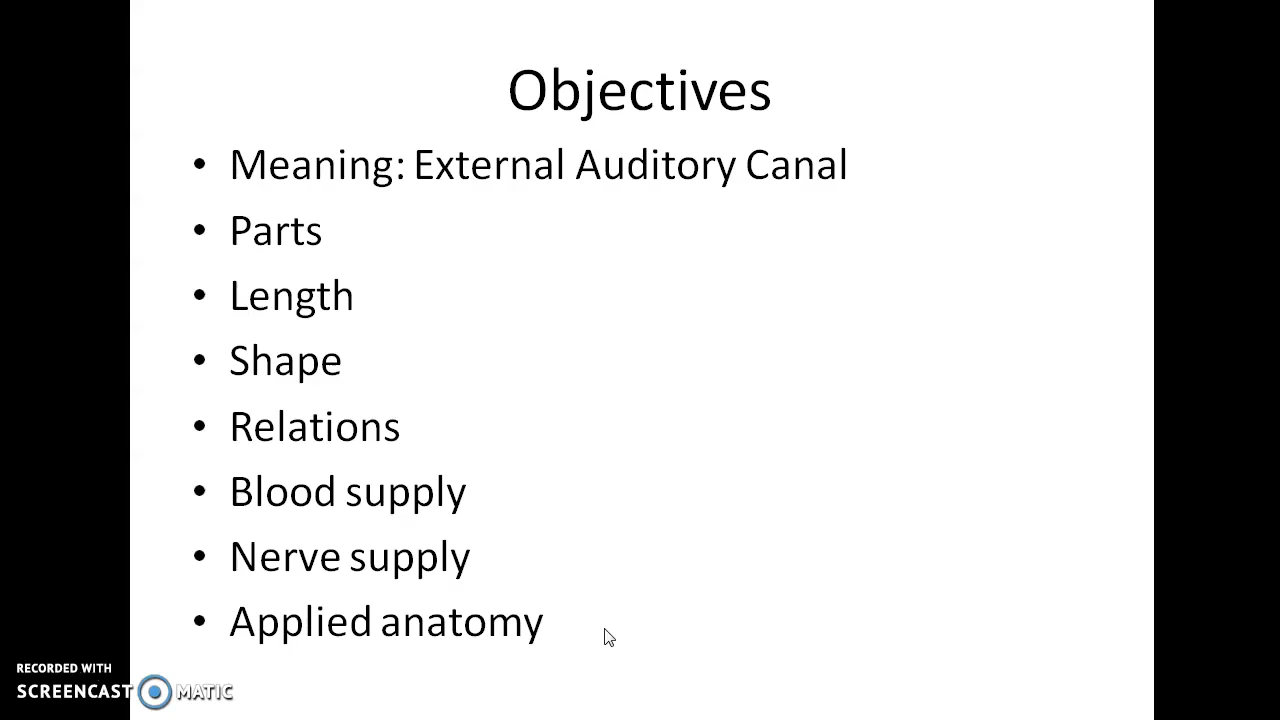 Objectives
• Meaning: External Auditory Canal
• Parts
• Length
• Shape
• Relations
• Blood supply
• Nerve supply
• Applied anatomy
RECORDED WITH
SCREENCAST MATIC